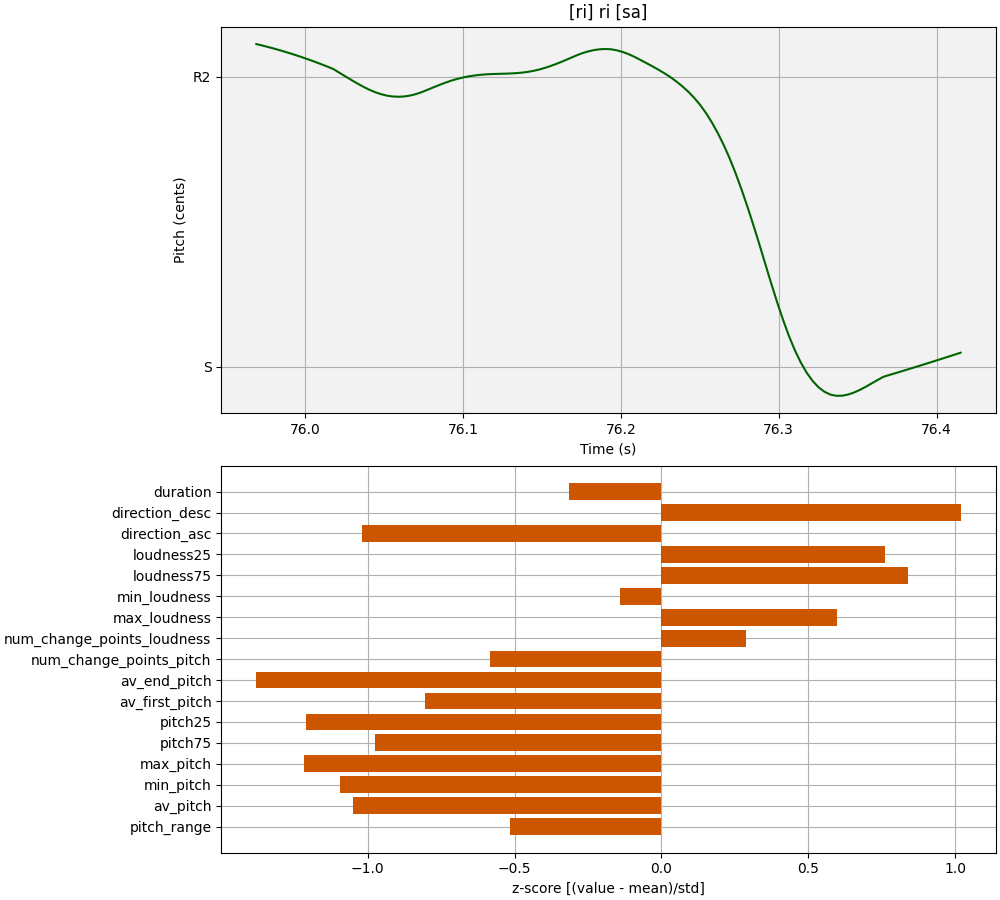 [ri] ri [sa]
R2
S
Pitch (cents)
76.0 76.1 76.2 76.3 76.4
Time (s)
duration
direction_desc
direction_asc
loudness25
loudness75
min_loudness
max_loudness
num_change_points_loudness
num_change_points_pitch
av_end_pitch
av_first_pitch
pitch25
pitch75
max_pitch
min_pitch
av_pitch
pitch_range
−1.0 −0.5 0.0 0.5 1.0
z-score [(value - mean)/std]